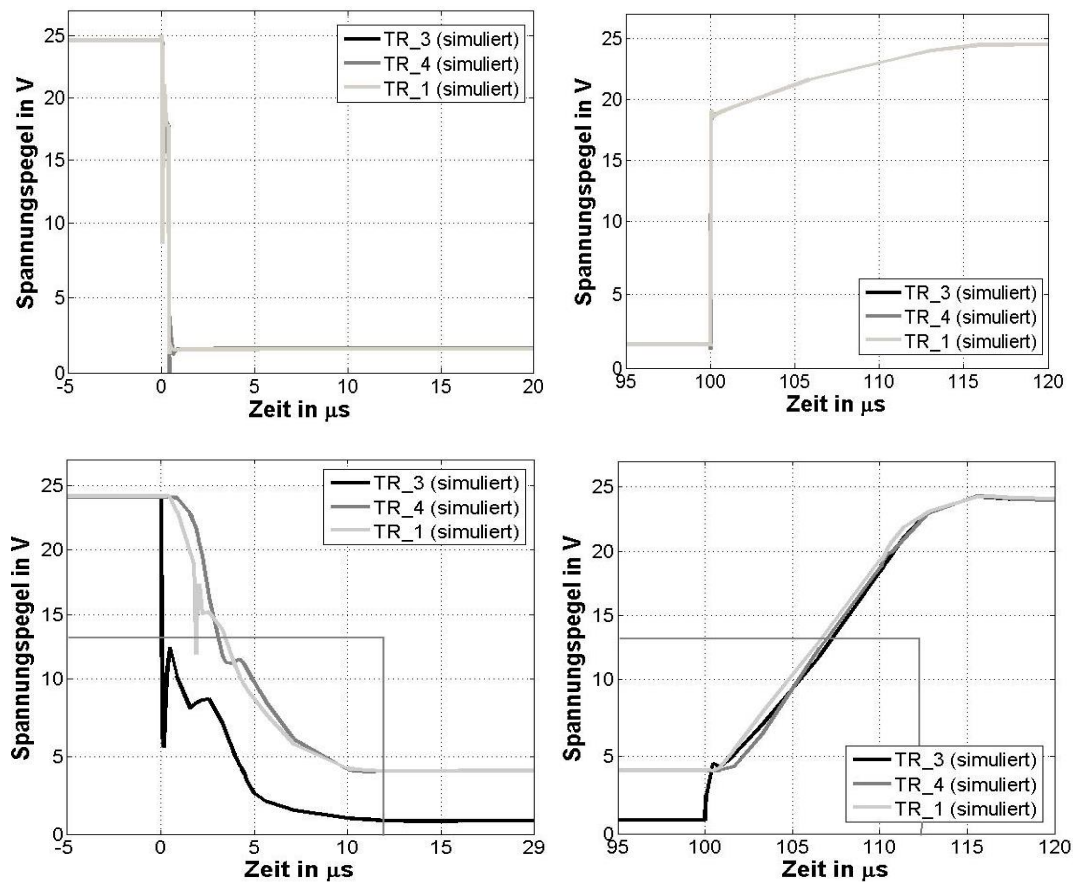 Spannungspegel in V
25
20
15
10
5
0
TR_3 (simuliert)
TR_4 (simuliert)
TR_1 (simuliert)
-5 0 5 10 15 20
Zeit in μs
Spannungspegel in V
25
20
15
10
5
0
TR_3 (simuliert)
TR_4 (simuliert)
TR_1 (simuliert)
95 100 105 110 115 120
Zeit in μs
Spannungspegel in V
25
20
15
10
5
0
TR_3 (simuliert)
TR_4 (simuliert)
TR_1 (simuliert)
-5 0 5 10 15 29
Zeit in μs
Spannungspegel in V
25
20
15
10
5
0
TR_3 (simuliert)
TR_4 (simuliert)
TR_1 (simuliert)
95 100 105 110 115 120
Zeit in μs